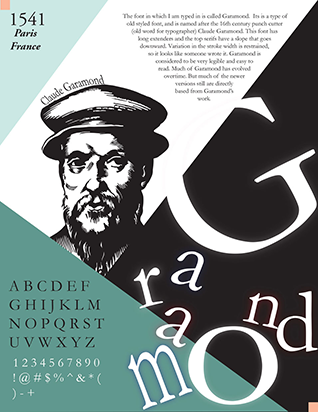 1541
Paris
France
The font in which I am typed in is called Garamond. Its is a type of
old styled font, and is named after the 16th century punch cutter
(old word for typographer) Claude Garamond. This font has
long extenders and the top serifs have a slope that goes
downward. Variation in the stroke width is restrained,
so it looks like someone wrote it. Garamond is
considered to be very legible and easy to
read. Much of Garamond has evolved
overtime. But much of the newer
versions still are directly
based from Garamond's
work.
Claude Garamond
Garamond
ABCDEF
GHIJKLM
NOPQRST
UVWXYZ
1234567890
!@#$%^&*(
)-+